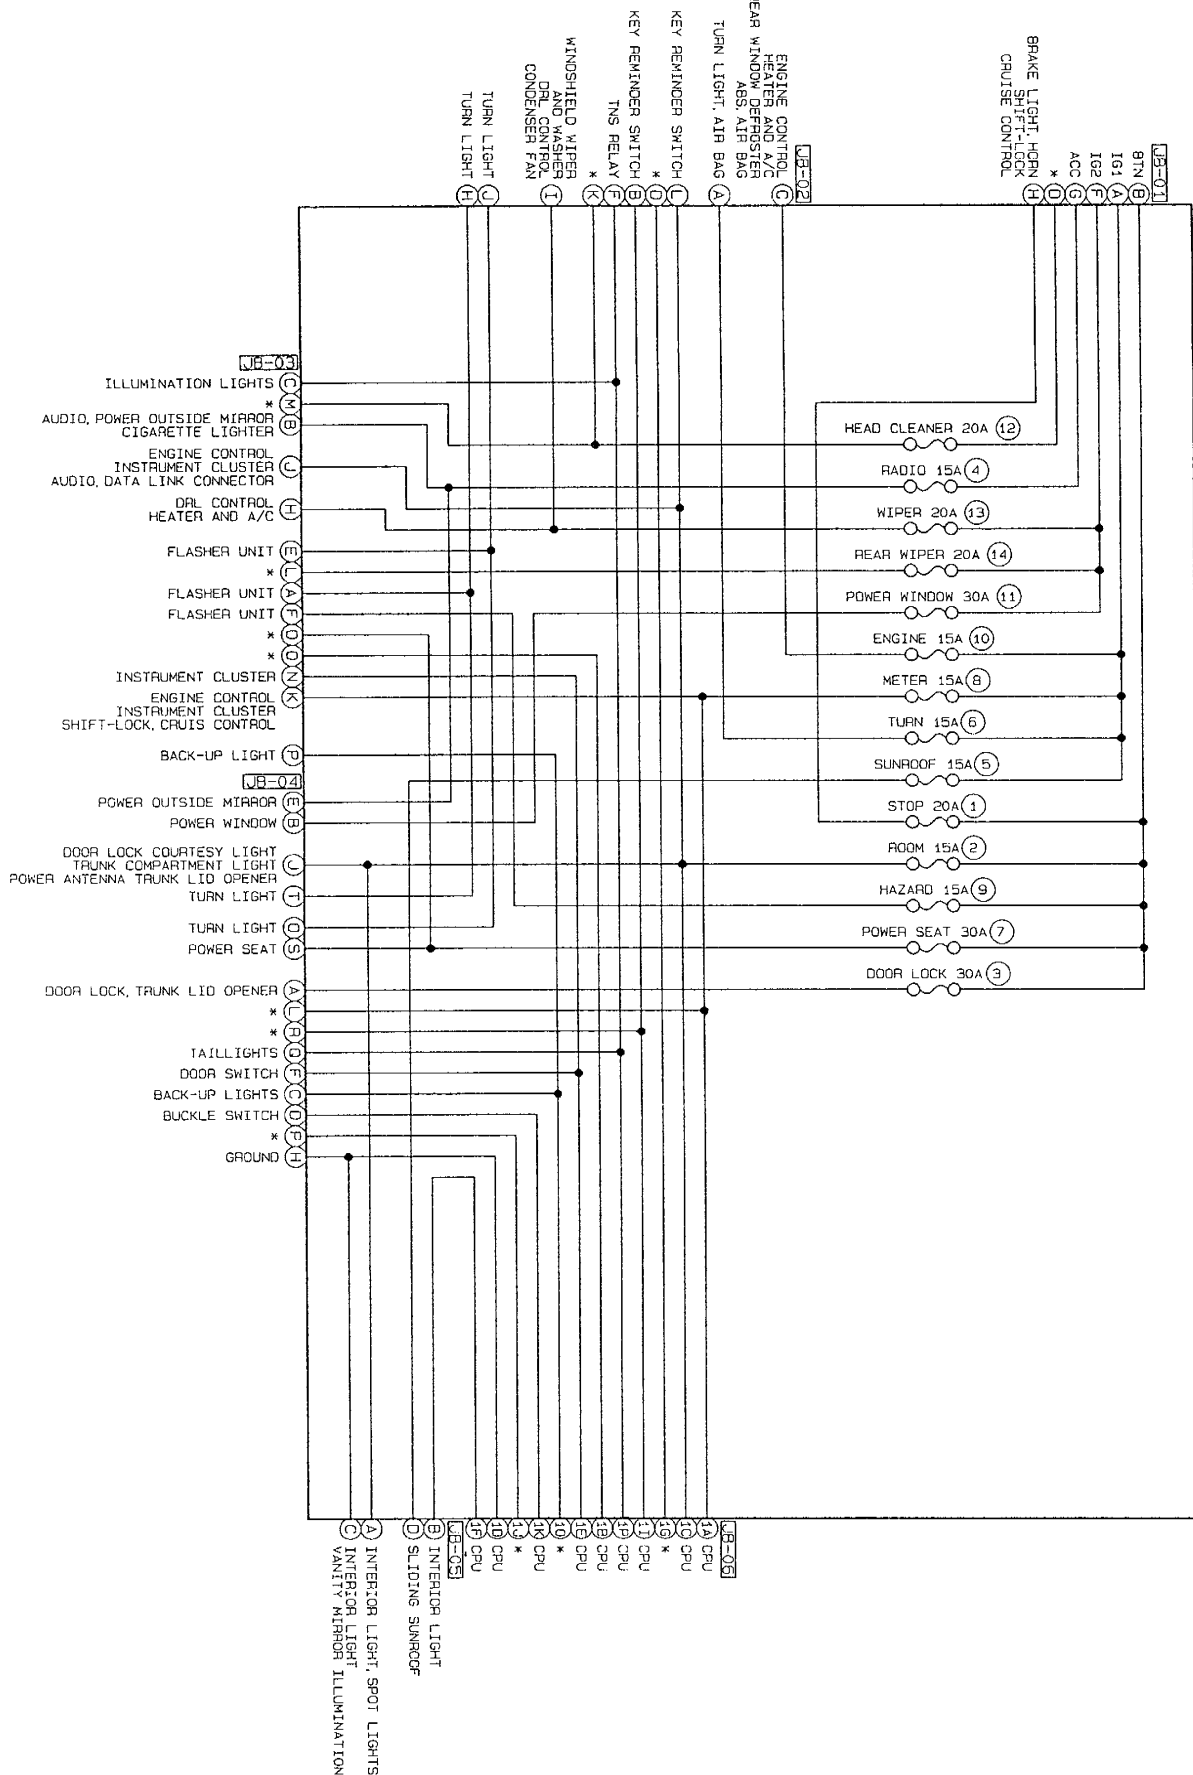 JB-01
BTN B
IG1 A
IG2 F
ACC G
* D
BRAKE LIGHT, HORN
SHIFT-LOCK
CRUISE CONTROL
H
JB-02
ENGINE CONTROL
HEATER AND A/C
REAR WINDOW DEFROSTER
ABS, AIR BAG
C
TURN LIGHT, AIR BAG A
KEY REMINDER SWITCH L
* D
KEY REMINDER SWITCH B
TNS RELAY F
* K
WINDSHIELD WIPER
AND WASHER
DRL CONTROL
CONDENSER FAN
I
TURN LIGHT J
TURN LIGHT H
JB-03
ILLUMINATION LIGHTS C
* M
AUDIO, POWER OUTSIDE MIRROR
CIGARETTE LIGHTER
B
ENGINE CONTROL
INSTRUMENT CLUSTER
AUDIO, DATA LINK CONNECTOR
J
DRL CONTROL
HEATER AND A/C
H
FLASHER UNIT E
* L
FLASHER UNIT A
FLASHER UNIT F
*
*
INSTRUMENT CLUSTER N
ENGINE CONTROL K
INSTRUMENT CLUSTER
SHIFT-LOCK, CRUIS CONTROL
BACK-UP LIGHT P
JB-04
POWER OUTSIDE MIRROR E
POWER WINDOW B
DOOR LOCK COURTESY LIGHT
TRUNK COMPARTMENT LIGHT J
POWER ANTENNA TRUNK LID OPENER
TURN LIGHT T
TURN LIGHT O
POWER SEAT S
DOOR LOCK, TRUNK LID OPENER A
* L
* R
TAILLIGHTS Q
DOOR SWITCH F
BACK-UP LIGHTS C
BUCKLE SWITCH D
* P
GROUND H
HEAD CLEANER 20A 12
RADIO 15A 4
WIPER 20A 13
REAR WIPER 20A 14
POWER WINDOW 30A 11
ENGINE 15A 10
METER 15A 8
TURN 15A 6
SUNROOF 15A 5
STOP 20A 1
ROOM 15A 2
HAZARD 15A 9
POWER SEAT 30A 7
DOOR LOCK 30A 3
JB-06
1A CPU
1C CPU
1G *
1I CPU
1P CPU
1B CPU
1E CPU
1O *
1K CPU
1J *
1D CPU
1F CPU
JB-05
B INTERIOR LIGHT
D SLIDING SUNROOF
A INTERIOR LIGHT, SPOT LIGHTS
C INTERIOR LIGHT
VANITY MIRROR ILLUMINATION